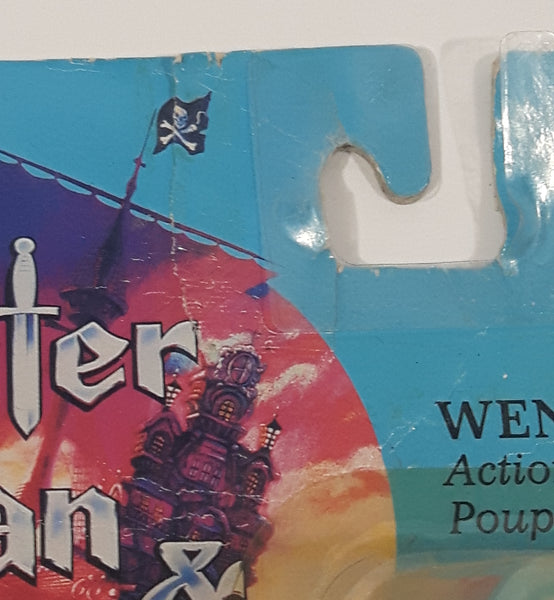 ter
an &
WEN
Actio
Poup